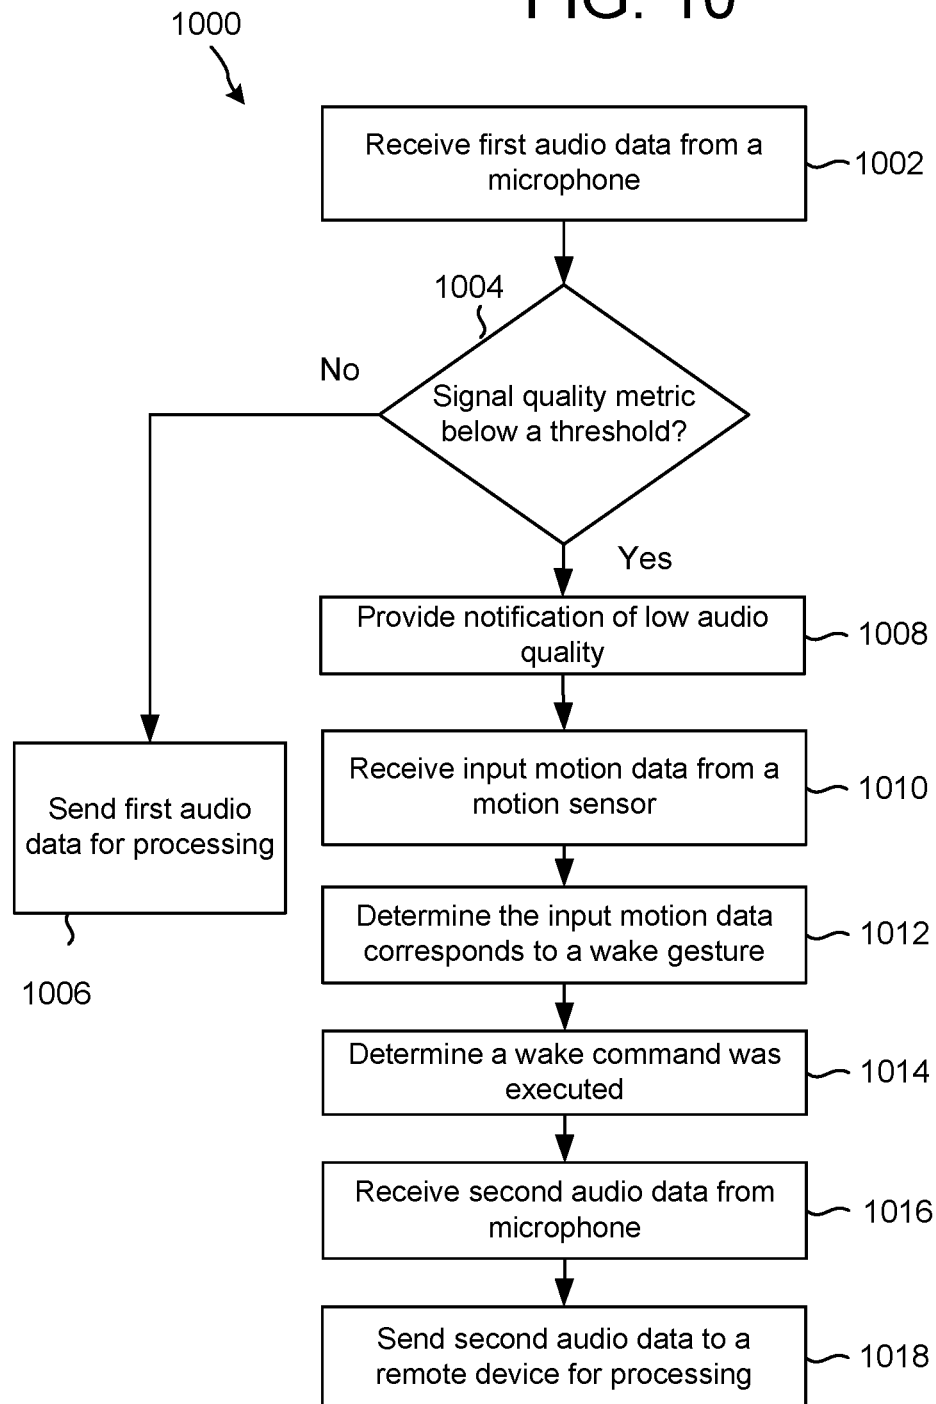 FIG. 10
1000
Receive first audio data from a
microphone
1002
1004
No
Signal quality metric
below a threshold?
Yes
Provide notification of low audio
quality
1008
Receive input motion data from a
motion sensor
1010
Send first audio
data for processing
1006
Determine the input motion data
corresponds to a wake gesture
1012
Determine a wake command was
executed
1014
Receive second audio data from
microphone
1016
Send second audio data to a
remote device for processing
1018